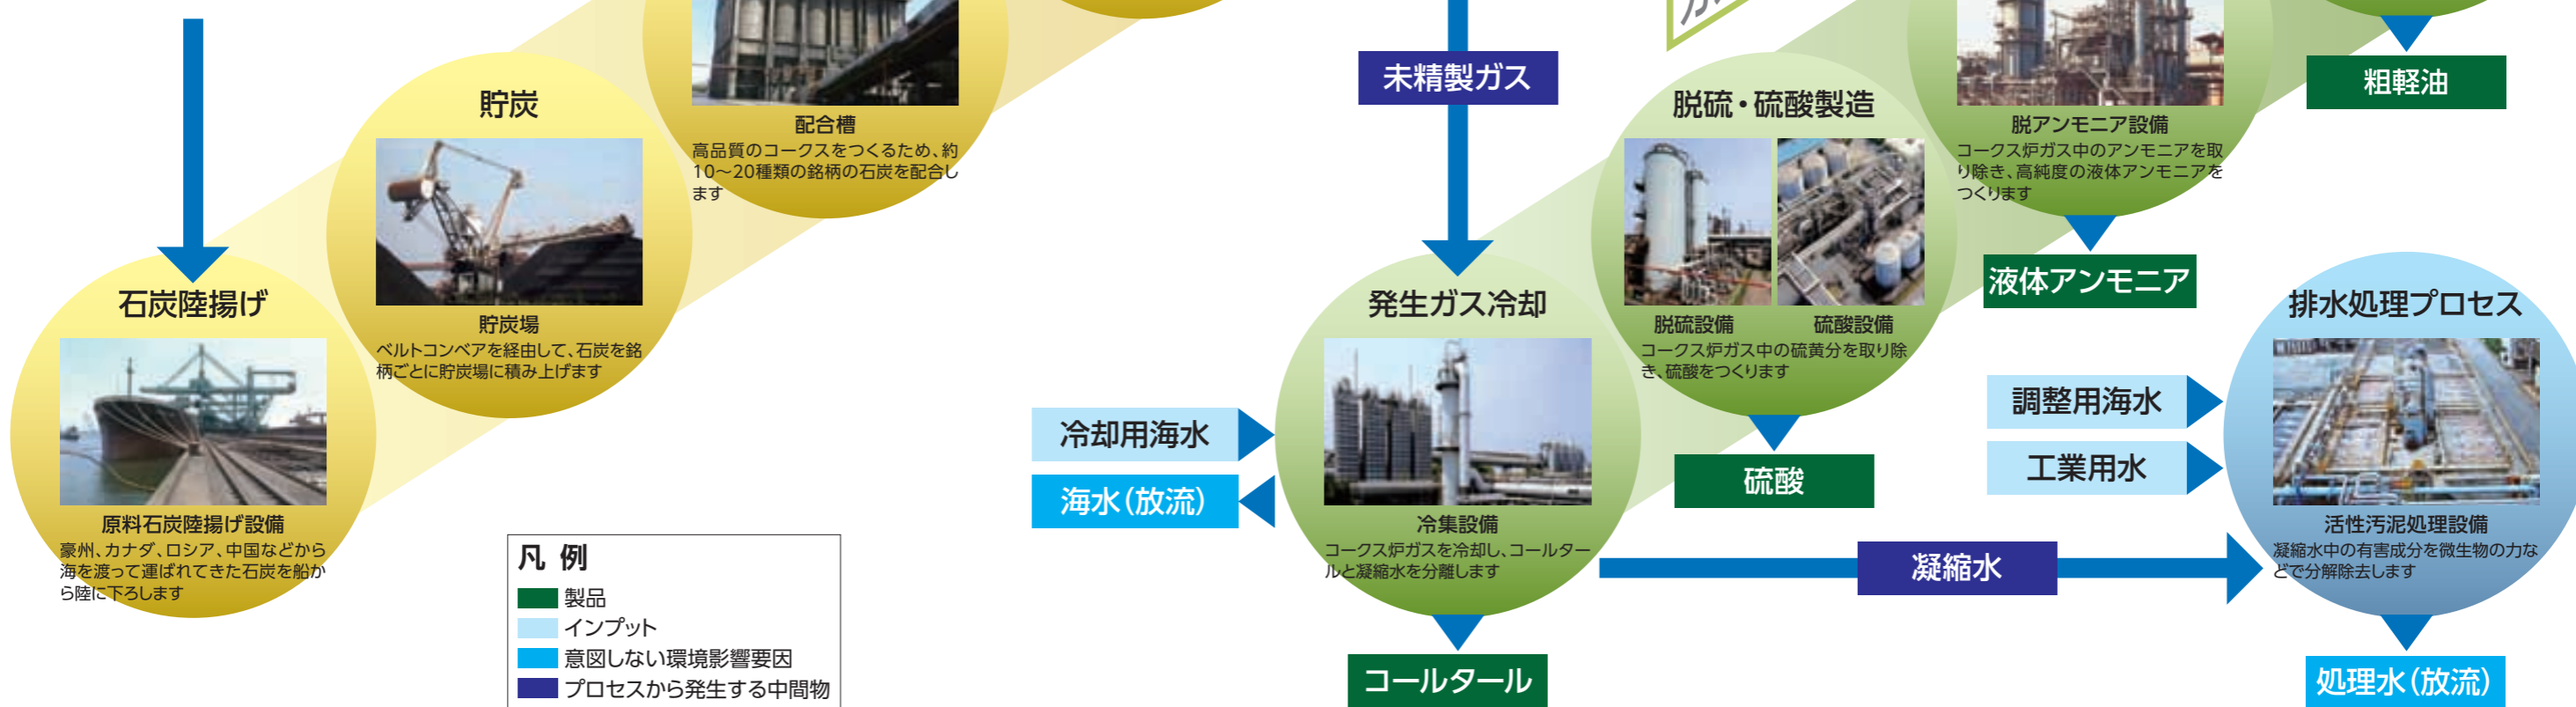 石炭陸揚げ
原料石炭陸揚げ設備
豪州、カナダ、ロシア、中国などから
海を渡って運ばれてきた石炭を船か
ら陸に下ろします
貯炭
貯炭場
ベルトコンベアを経由して、石炭を銘
柄ごとに貯炭場に積み上げます
配合槽
高品質のコークスをつくるため、約
10〜20種類の銘柄の石炭を配合し
ます
凡 例
製品
インプット
意図しない環境影響要因
プロセスから発生する中間物
未精製ガス
発生ガス冷却
冷集設備
コークス炉ガスを冷却し、コールター
ルと凝縮水を分離します
冷却用海水
海水(放流)
コールタール
脱硫・硫酸製造
脱硫設備
硫酸設備
コークス炉ガス中の硫黄分を取り除
き、硫酸をつくります
硫酸
脱アンモニア設備
コークス炉ガス中のアンモニアを取
り除き、高純度の液体アンモニアを
つくります
液体アンモニア
粗軽油
凝縮水
排水処理プロセス
調整用海水
工業用水
活性汚泥処理設備
凝縮水中の有害成分を微生物の力な
どで分解除去します
処理水(放流)